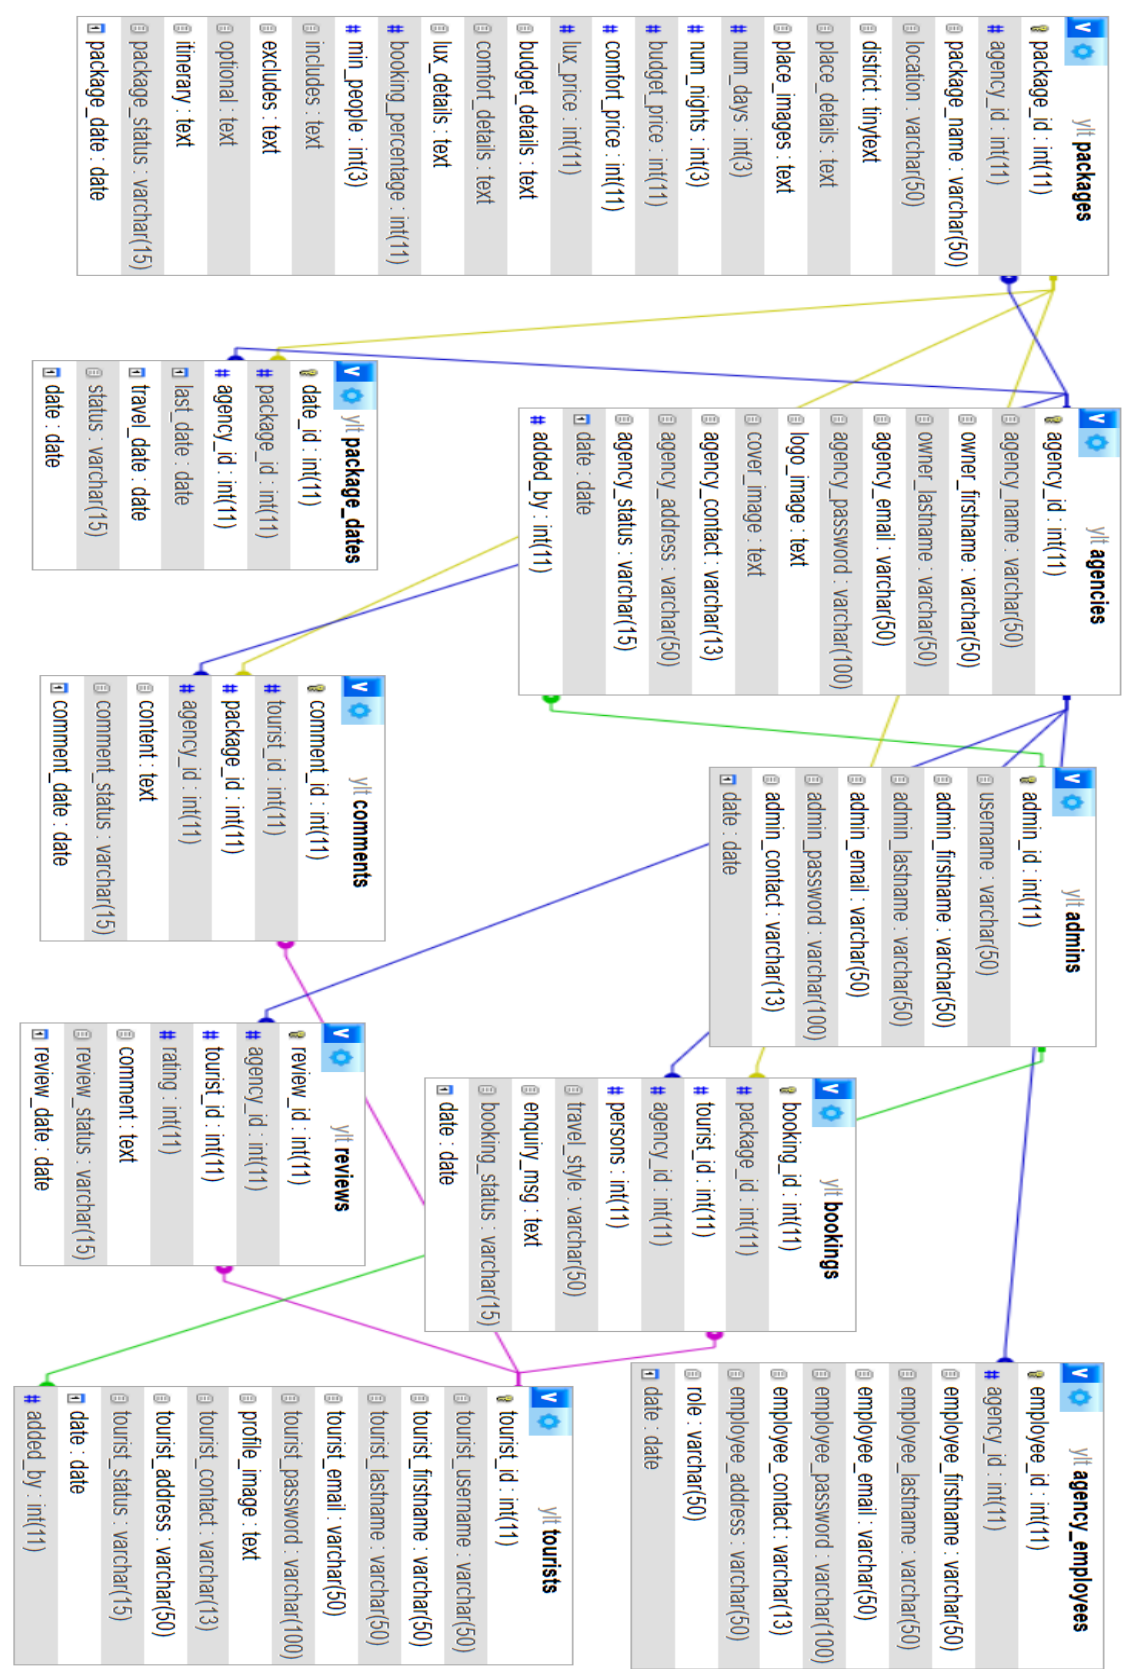 ylt packages
package_id : int(11)
agency_id : int(11)
package_name : varchar(50)
location : varchar(50)
district : tinytext
place_details : text
place_images : text
num_days : int(3)
num_nights : int(3)
budget_price : int(11)
comfort_price : int(11)
lux_price : int(11)
budget_details : text
comfort_details : text
lux_details : text
booking_percentage : int(11)
min_people : int(3)
includes : text
excludes : text
optional : text
itinerary : text
package_status : varchar(15)
package_date : date
ylt package_dates
date_id : int(11)
package_id : int(11)
agency_id : int(11)
last_date : date
travel_date : date
status : varchar(15)
date : date
ylt agencies
agency_id : int(11)
agency_name : varchar(50)
owner_firstname : varchar(50)
owner_lastname : varchar(50)
agency_email : varchar(50)
agency_password : varchar(100)
logo_image : text
cover_image : text
agency_contact : varchar(13)
agency_address : varchar(50)
agency_status : varchar(15)
date : date
added_by : int(11)
ylt comments
comment_id : int(11)
tourist_id : int(11)
package_id : int(11)
agency_id : int(11)
content : text
comment_status : varchar(15)
comment_date : date
ylt admins
admin_id : int(11)
username : varchar(50)
admin_firstname : varchar(50)
admin_lastname : varchar(50)
admin_email : varchar(50)
admin_password : varchar(100)
admin_contact : varchar(13)
date : date
ylt reviews
review_id : int(11)
agency_id : int(11)
tourist_id : int(11)
rating : int(11)
comment : text
review_status : varchar(15)
review_date : date
ylt bookings
booking_id : int(11)
package_id : int(11)
tourist_id : int(11)
agency_id : int(11)
persons : int(11)
travel_style : varchar(50)
enquiry_msg : text
booking_status : varchar(15)
date : date
ylt agency_employees
employee_id : int(11)
agency_id : int(11)
employee_firstname : varchar(50)
employee_lastname : varchar(50)
employee_email : varchar(50)
employee_password : varchar(100)
employee_contact : varchar(13)
employee_address : varchar(50)
role : varchar(50)
date : date
ylt tourists
tourist_id : int(11)
tourist_username : varchar(50)
tourist_firstname : varchar(50)
tourist_lastname : varchar(50)
tourist_email : varchar(50)
tourist_password : varchar(100)
profile_image : text
tourist_contact : varchar(13)
tourist_address : varchar(50)
tourist_status : varchar(15)
date : date
added_by : int(11)